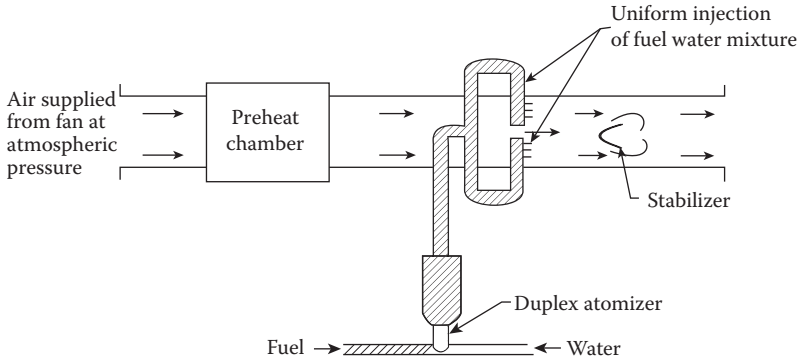 Uniform injection
of fuel water mixture
Air supplied
from fan at
atmospheric
pressure
Preheat
chamber
Stabilizer
Duplex atomizer
Fuel
Water